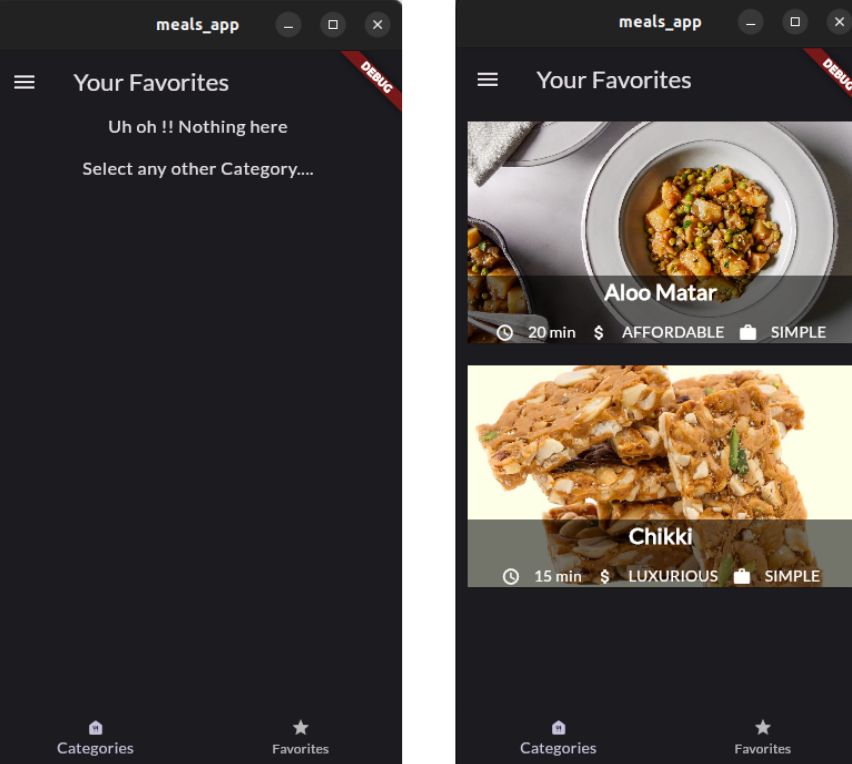 meals_app
Your Favorites
DEBUG
Uh oh !! Nothing here
Select any other Category....
Categories
Favorites
meals_app
Your Favorites
DEBUG
Aloo Matar
20 min $ AFFORDABLE SIMPLE
Chikki
15 min $ LUXURIOUS SIMPLE
Categories
Favorites